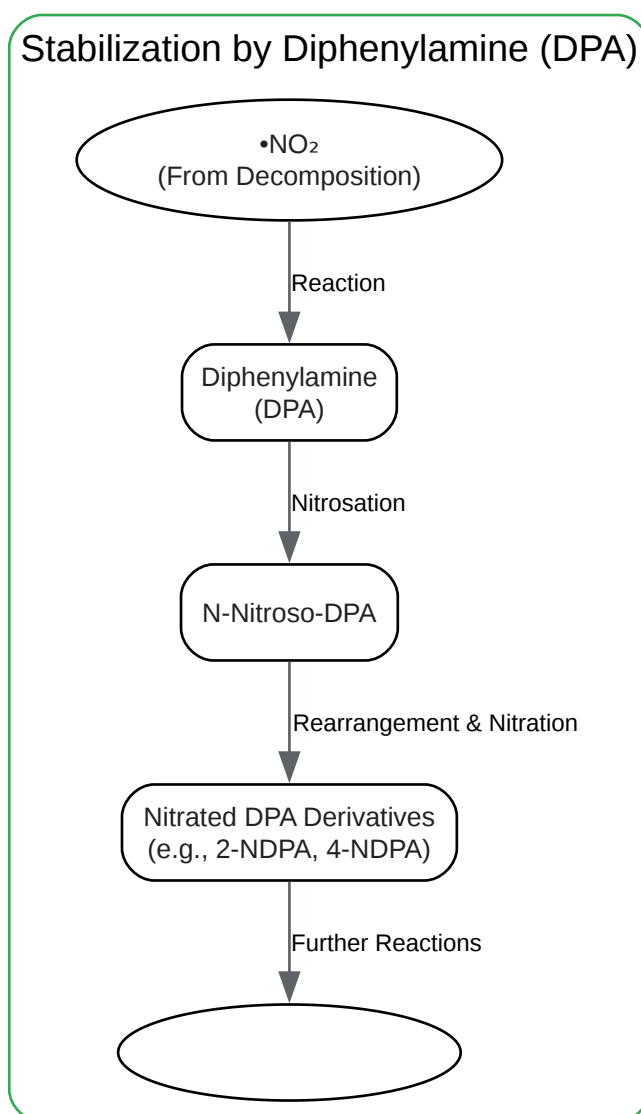 Stabilization by Diphenylamine (DPA)
•NO₂
(From Decomposition)
Reaction
Diphenylamine
(DPA)
Nitrosation
N-Nitroso-DPA
Rearrangement & Nitration
Nitrated DPA Derivatives
(e.g., 2-NDPA, 4-NDPA)
Further Reactions